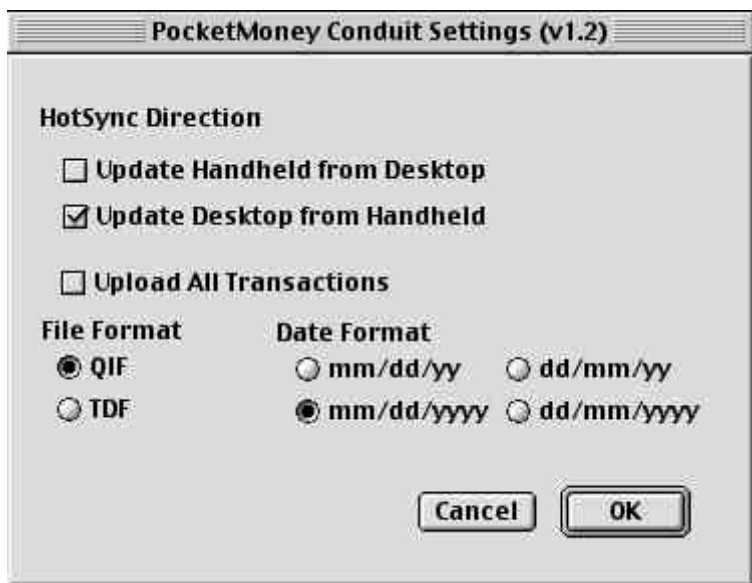 PocketMoney Conduit Settings (v1.2)
HotSync Direction
Update Handheld from Desktop
Update Desktop from Handheld
Upload All Transactions
File Format Date Format
QIF mm/dd/yy dd/mm/yy
TDF mm/dd/yyyy dd/mm/yyyy
Cancel OK